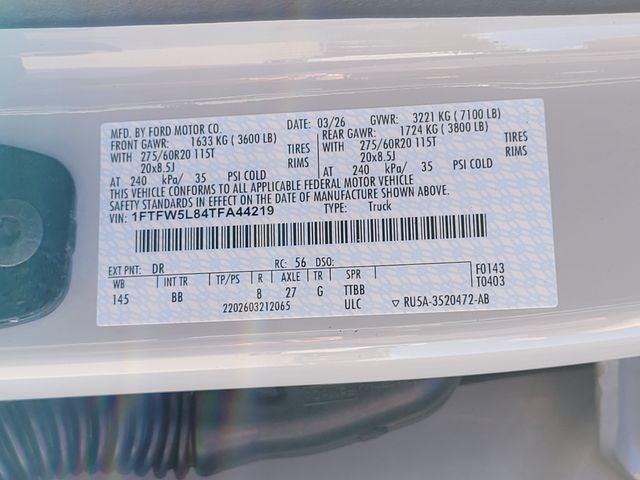 MFD. BY FORD MOTOR CO. DATE: 03/26 GVWR: 3221 KG ( 7100 LB)
FRONT GAWR: 1633 KG ( 3600 LB) REAR GAWR: 1724 KG ( 3800 LB)
WITH 275/60R20 115T TIRES WITH 275/60R20 115T TIRES
20x8.5J RIMS 20x8.5J RIMS
AT 240 kPa/ 35 PSI COLD AT 240 kPa/ 35 PSI COLD
THIS VEHICLE CONFORMS TO ALL APPLICABLE FEDERAL MOTOR VEHICLE
SAFETY STANDARDS IN EFFECT ON THE DATE OF MANUFACTURE SHOWN ABOVE.
VIN: 1FTFW5L84TFA44219 TYPE: Truck
EXT PNT: DR RC: 56 DSO: F0143
WB INT TR TP/PS R AXLE TR SPR T0403
145 BB 8 27 G TTBB
2202603212065 ULC ▽ RU5A-3520472-AB